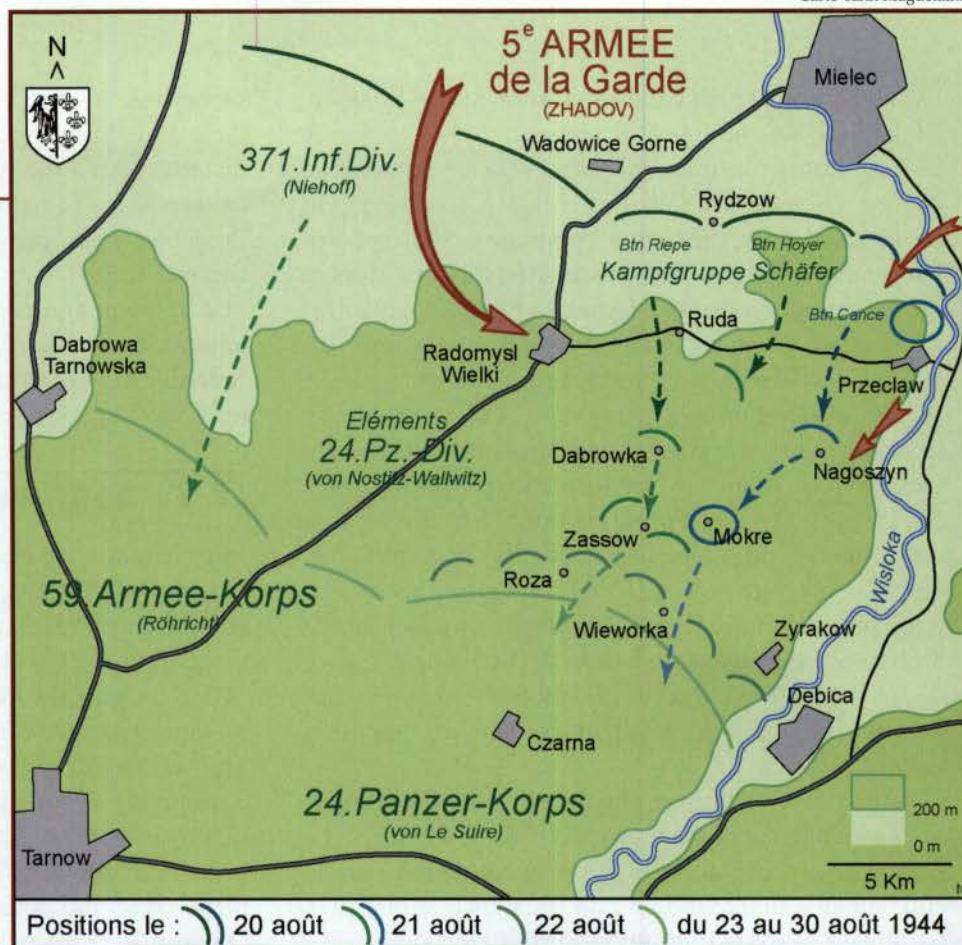 N
5e ARMEE
de la Garde
(ZHADOV)
Mielec
Wadowice Gorne
371.Inf.Div.
(Niehoff)
Rydzow
Btn Riepe
Btn Hoyer
Kampfgruppe Schäfer
Btn Cance
Ruda
Dabrowa
Tarnowska
Radomysl
Wielki
Przeclaw
Eléments
24.Pz.-Div.
(von Nostitz-Wallwitz)
Dabrowka
Nagoszyn
Zassow
Mokre
Wisloka
Roza
59.Armee-Korps
(Röhricht)
Wieworka
Zyrakow
Debica
Czarna
24.Panzer-Korps
(von Le Suire)
200 m
0 m
Tarnow
5 Km
Positions le : 20 août 21 août 22 août du 23 au 30 août 1944